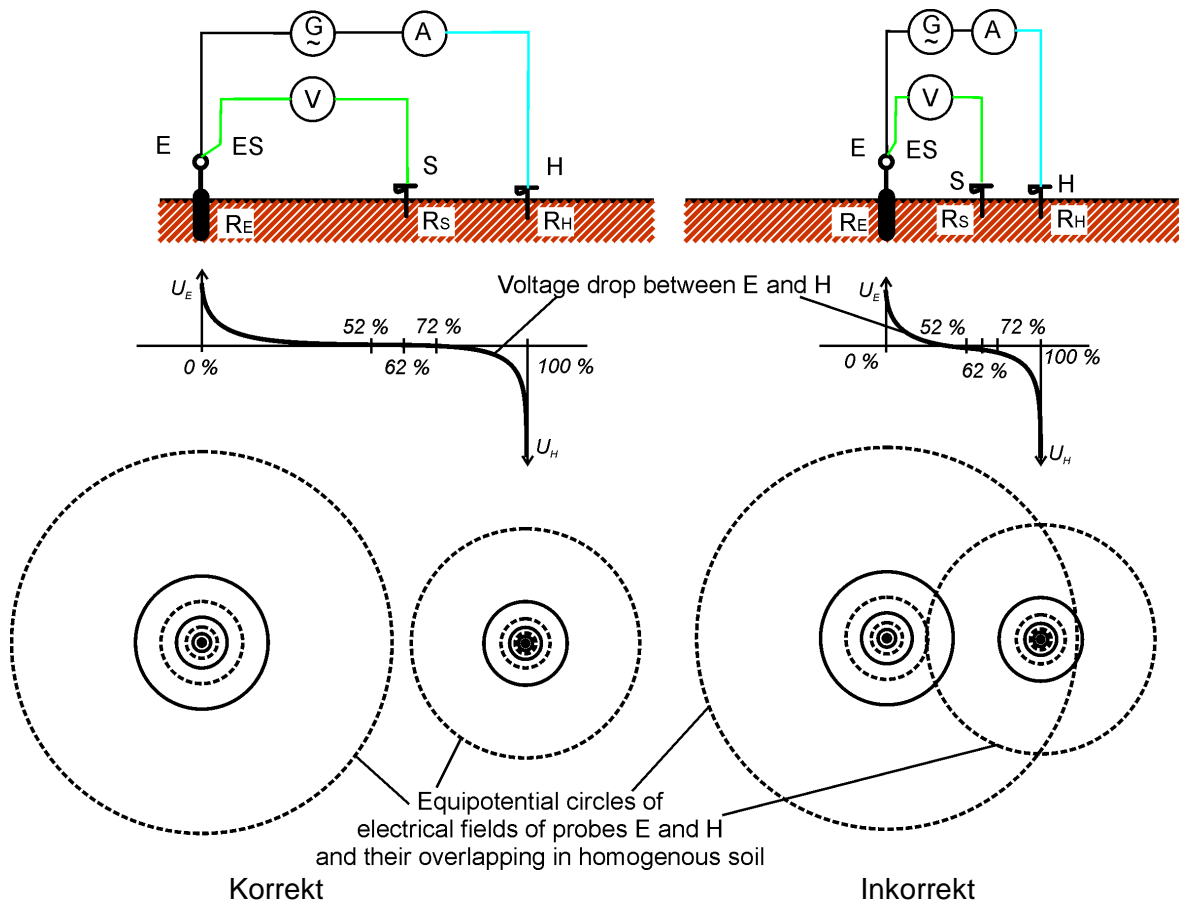 G
~
A
V
E
ES
S
H
RE
RS
RH
G
~
A
V
E
ES
S
H
RE
RS
RH
Voltage drop between E and H
UE
52 %
72 %
0 %
62 %
100 %
UH
UE
52 %
72 %
0 %
62 %
100 %
UH
Equipotential circles of
electrical fields of probes E and H
and their overlapping in homogenous soil
Korrekt
Inkorrekt